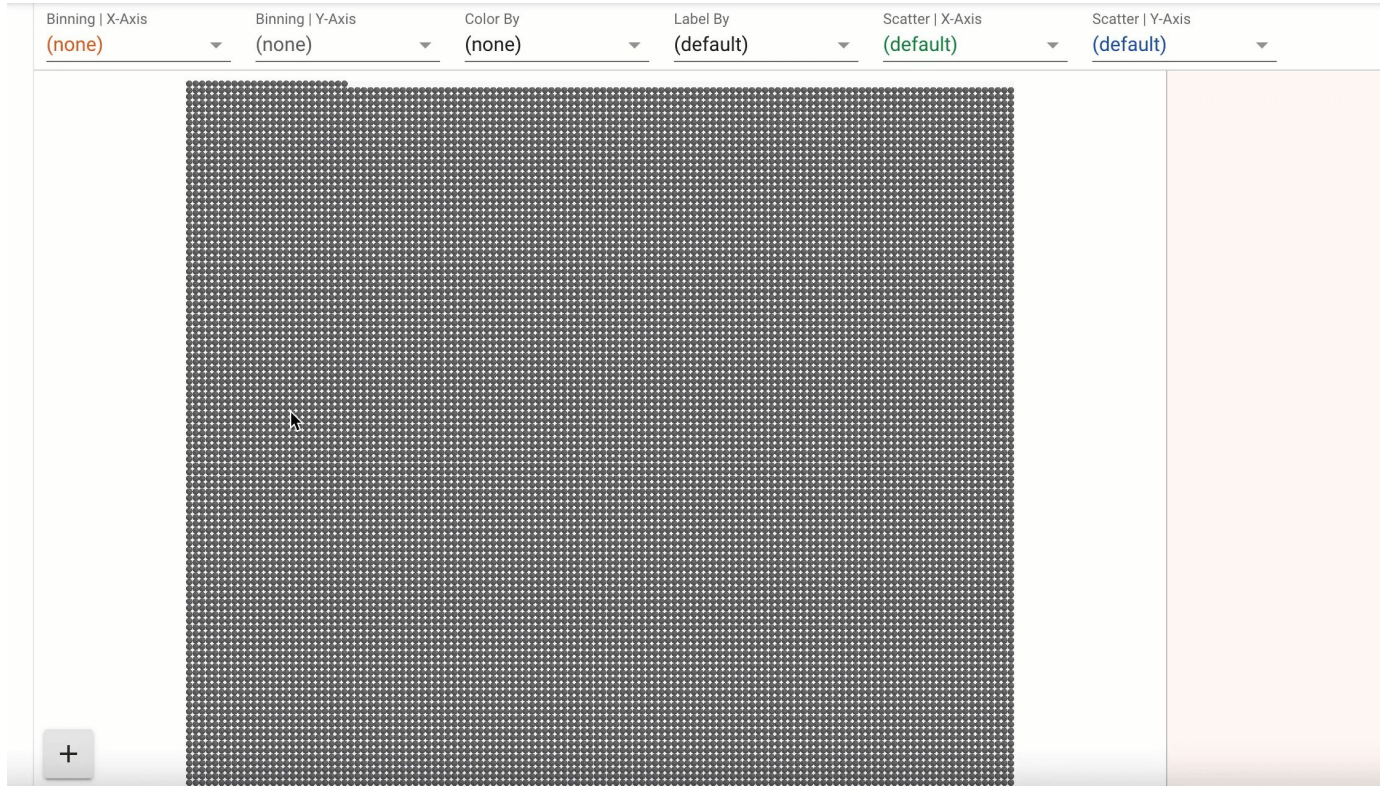 Binning | X-Axis
(none)
Binning | Y-Axis
(none)
Color By
(none)
Label By
(default)
Scatter | X-Axis
(default)
Scatter | Y-Axis
(default)
+